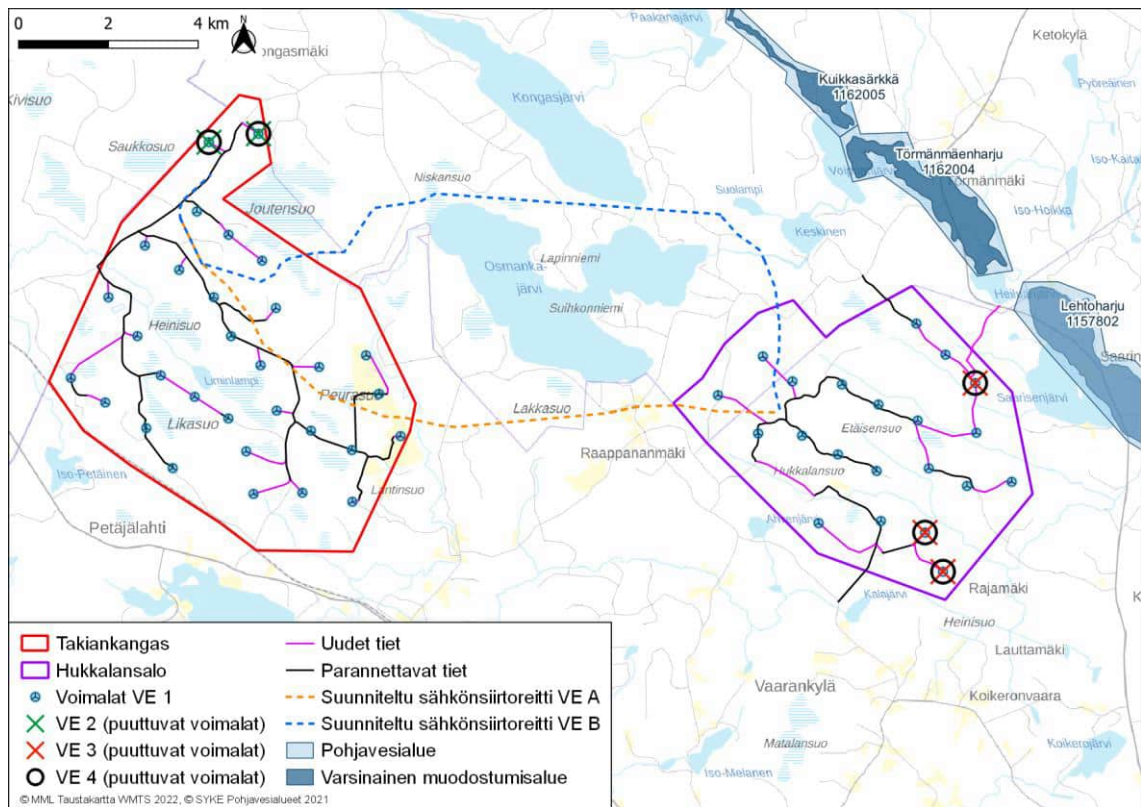 0 2 4 km
N
Kongasmäki
Kivisuo
Saukkosuo
Joutensuo
Niskansuo
Kongasjärvi
Paakanajärvi
Ketokylä
Pyöreäinen
Kuikkasärkkä
1162005
Törmänmäenharju
1162004
Törmänmäki
Iso-Kaita
Iso-Hoikka
Suolampi
Keskinen
Lapinniemi
Osmanka-
järvi
Suihkonniemi
Lehtoharju
1157802
Saarisenjärvi
Heinisuo
Liminlampi
Peurasuo
Likasuo
Lakkasuo
Raappananmäki
Etäisensuo
Hukkalansuo
Iso-Petäinen
Lantinsuo
Petäjälahti
Kalajärvi
Rajamäki
Heinisuo
Lauttamäki
Vaarankylä
Koikeronvaara
Matalansuo
Iso-Melanen
Koikerojärvi
Takiankangas
Hukkalansalo
Voimalat VE 1
VE 2 (puuttuvat voimalat)
VE 3 (puuttuvat voimalat)
VE 4 (puuttuvat voimalat)
Uudet tiet
Parannettavat tiet
Suunniteltu sähkönsiirtoreitti VE A
Suunniteltu sähkönsiirtoreitti VE B
Pohjavesialue
Varsinainen muodostumisalue
© MML Taustakartta WMTS 2022, © SYKE Pohjavesialueet 2021